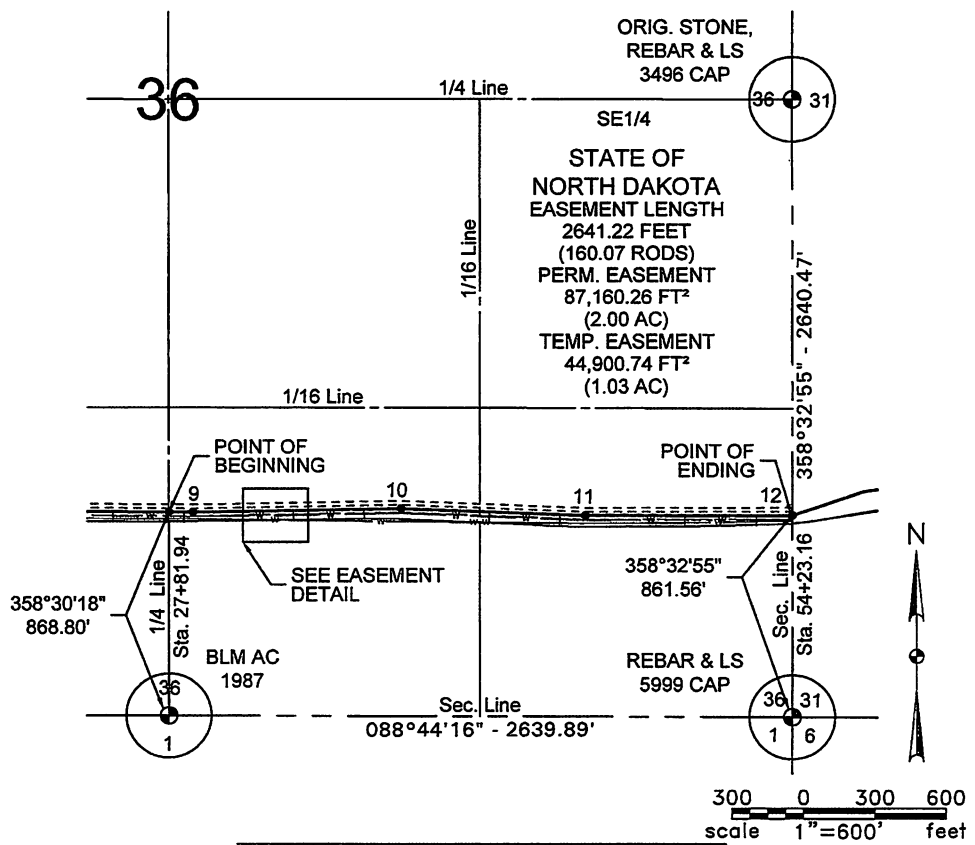 ORIG. STONE,
REBAR & LS
3496 CAP
36
1/4 Line
36 31
SE1/4
STATE OF
NORTH DAKOTA
EASEMENT LENGTH
2641.22 FEET
(160.07 RODS)
PERM. EASEMENT
87,160.26 FT²
(2.00 AC)
TEMP. EASEMENT
44,900.74 FT²
(1.03 AC)
1/16 Line
358°32'55" - 2640.47'
1/16 Line
POINT OF
BEGINNING
POINT OF
ENDING
9
10
11
12
SEE EASEMENT
DETAIL
358°30'18"
868.80'
1/4 Line
Sta. 27+81.94
358°32'55"
861.56'
Sec. Line
Sta. 54+23.16
N
BLM AC
1987
REBAR & LS
5999 CAP
36
1
36 31
1 6
Sec. Line
088°44'16" - 2639.89'
300 0 300 600
scale 1"=600' feet